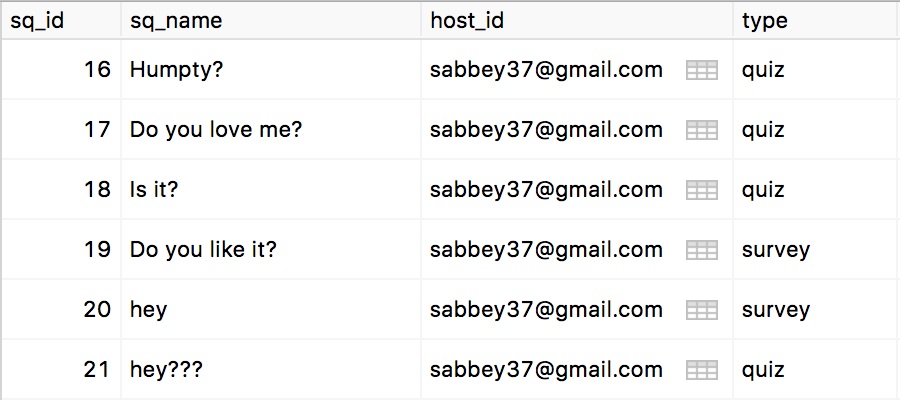 sq_id sq_name host_id type
16 Humpty? sabbey37@gmail.com quiz
17 Do you love me? sabbey37@gmail.com quiz
18 Is it? sabbey37@gmail.com quiz
19 Do you like it? sabbey37@gmail.com survey
20 hey sabbey37@gmail.com survey
21 hey??? sabbey37@gmail.com quiz